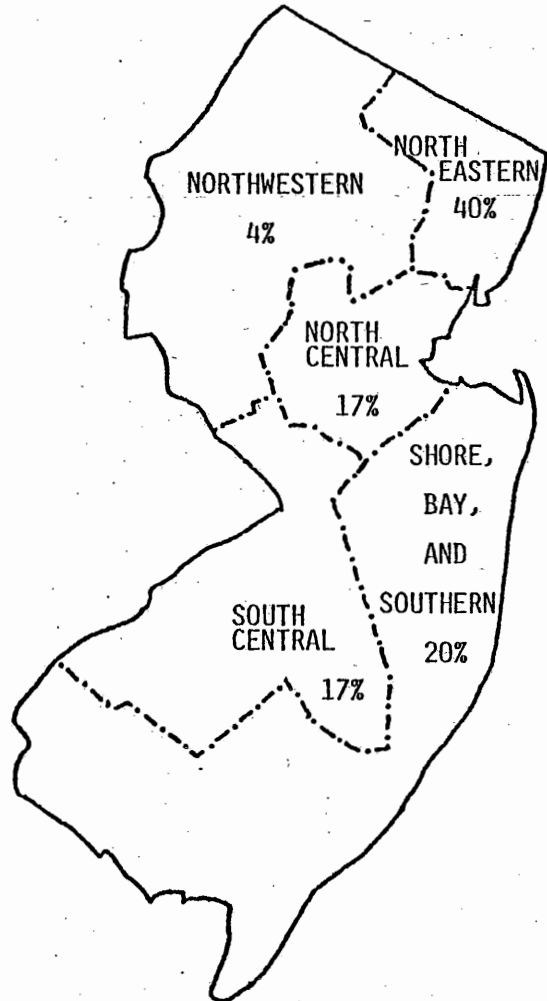 NORTH
EASTERN
40%
NORTHWESTERN
4%
NORTH
CENTRAL
17%
SHORE,
BAY,
AND
SOUTHERN
20%
SOUTH
CENTRAL
17%